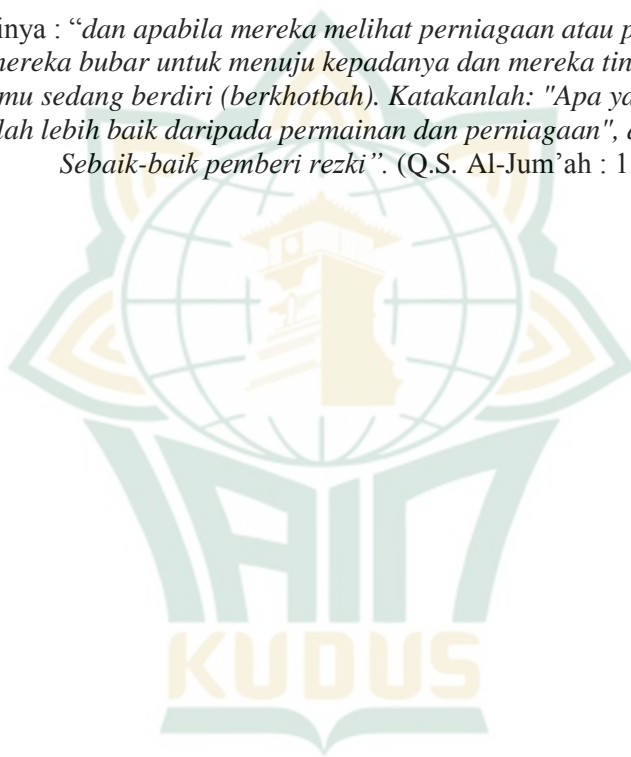 inya : “dan apabila mereka melihat perniagaan atau p
mereka bubar untuk menuju kepadanya dan mereka tin
mu sedang berdiri (berkhotbah). Katakanlah: "Apa ya
lah lebih baik daripada permainan dan perniagaan", 
Sebaik-baik pemberi rezki”. (Q.S. Al-Jum’ah : 1
IAIN
KUDUS